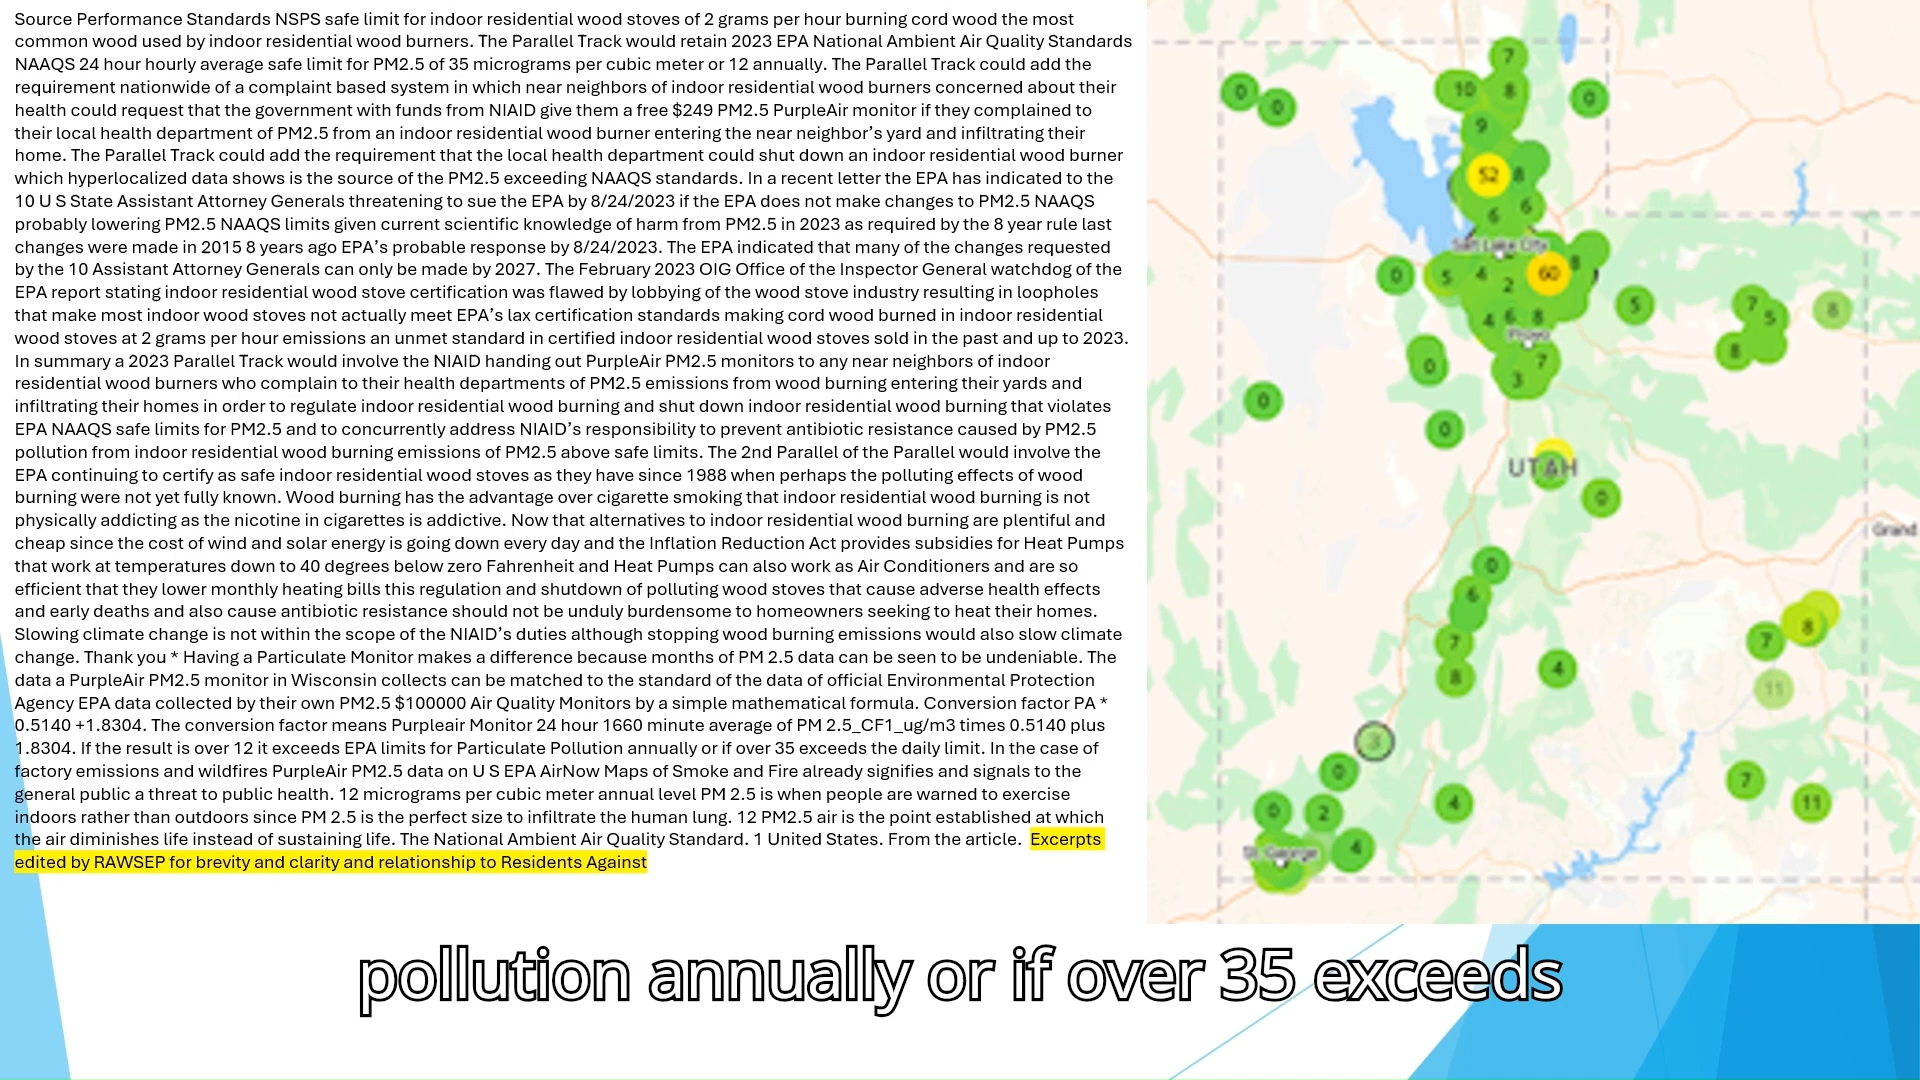 Source Performance Standards NSPS safe limit for indoor residential wood stoves of 2 grams per hour burning cord wood the most
common wood used by indoor residential wood burners. The Parallel Track would retain 2023 EPA National Ambient Air Quality Standards
NAAQS 24 hour hourly average safe limit for PM2.5 of 35 micrograms per cubic meter or 12 annually. The Parallel Track could add the
requirement nationwide of a complaint based system in which near neighbors of indoor residential wood burners concerned about their
health could request that the government with funds from NIAID give them a free $249 PM2.5 PurpleAir monitor if they complained to
their local health department of PM2.5 from an indoor residential wood burner entering the near neighbor's yard and infiltrating their
home. The Parallel Track could add the requirement that the local health department could shut down an indoor residential wood burner
which hyperlocalized data shows is the source of the PM2.5 exceeding NAAQS standards. In a recent letter the EPA has indicated to the
10 U S State Assistant Attorney Generals threatening to sue the EPA by 8/24/2023 if the EPA does not make changes to PM2.5 NAAQS
probably lowering PM2.5 NAAQS limits given current scientific knowledge of harm from PM2.5 in 2023 as required by the 8 year rule last
changes were made in 2015 8 years ago EPA's probable response by 8/24/2023. The EPA indicated that many of the changes requested
by the 10 Assistant Attorney Generals can only be made by 2027. The February 2023 OIG Office of the Inspector General watchdog of the
EPA report stating indoor residential wood stove certification was flawed by lobbying of the wood stove industry resulting in loopholes
that make most indoor wood stoves not actually meet EPA's lax certification standards making cord wood burned in indoor residential
wood stoves at 2 grams per hour emissions an unmet standard in certified indoor residential wood stoves sold in the past and up to 2023.
In summary a 2023 Parallel Track would involve the NIAID handing out PurpleAir PM2.5 monitors to any near neighbors of indoor
residential wood burners who complain to their health departments of PM2.5 emissions from wood burning entering their yards and
infiltrating their homes in order to regulate indoor residential wood burning and shut down indoor residential wood burning that violates
EPA NAAQS safe limits for PM2.5 and to concurrently address NIAID's responsibility to prevent antibiotic resistance caused by PM2.5
pollution from indoor residential wood burning emissions of PM2.5 above safe limits. The 2nd Parallel of the Parallel would involve the
EPA continuing to certify as safe indoor residential wood stoves as they have since 1988 when perhaps the polluting effects of wood
burning were not yet fully known. Wood burning has the advantage over cigarette smoking that indoor residential wood burning is not
physically addicting as the nicotine in cigarettes is addictive. Now that alternatives to indoor residential wood burning are plentiful and
cheap since the cost of wind and solar energy is going down every day and the Inflation Reduction Act provides subsidies for Heat Pumps
that work at temperatures down to 40 degrees below zero Fahrenheit and Heat Pumps can also work as Air Conditioners and are so
efficient that they lower monthly heating bills this regulation and shutdown of polluting wood stoves that cause adverse health effects
and early deaths and also cause antibiotic resistance should not be unduly burdensome to homeowners seeking to heat their homes.
Slowing climate change is not within the scope of the NIAID's duties although stopping wood burning emissions would also slow climate
change. Thank you * Having a Particulate Monitor makes a difference because months of PM 2.5 data can be seen to be undeniable. The
data a PurpleAir PM2.5 monitor in Wisconsin collects can be matched to the standard of the data of official Environmental Protection
Agency EPA data collected by their own PM2.5 $100000 Air Quality Monitors by a simple mathematical formula. Conversion factor PA *
0.5140 +1.8304. The conversion factor means Purpleair Monitor 24 hour 1660 minute average of PM 2.5_CF1_ug/m3 times 0.5140 plus
1.8304. If the result is over 12 it exceeds EPA limits for Particulate Pollution annually or if over 35 exceeds the daily limit. In the case of
factory emissions and wildfires PurpleAir PM2.5 data on U S EPA AirNow Maps of Smoke and Fire already signifies and signals to the
general public a threat to public health. 12 micrograms per cubic meter annual level PM 2.5 is when people are warned to exercise
indoors rather than outdoors since PM 2.5 is the perfect size to infiltrate the human lung. 12 PM2.5 air is the point established at which
the air diminishes life instead of sustaining life. The National Ambient Air Quality Standard. 1 United States. From the article. Excerpts
edited by RAWSEP for brevity and clarity and relationship to Residents Against
7
0 0 10 8 0
9
52 8
6 6
Salt Lake City
0 5 4 2 60 8
5 7 5 8
4 6 8
Provo
0 7 8
3
0
0
UTAH
0
Grand
0
6
7 7 8
8 4 11
3
0 7
0 2 4 11
St. George 4
pollution annually or if over 35 exceeds